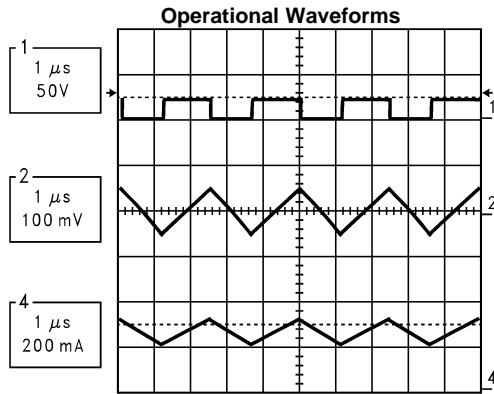 Operational Waveforms
1
1 μs
50V
1
2
1 μs
100 mV
2
4
1 μs
200 mA
4